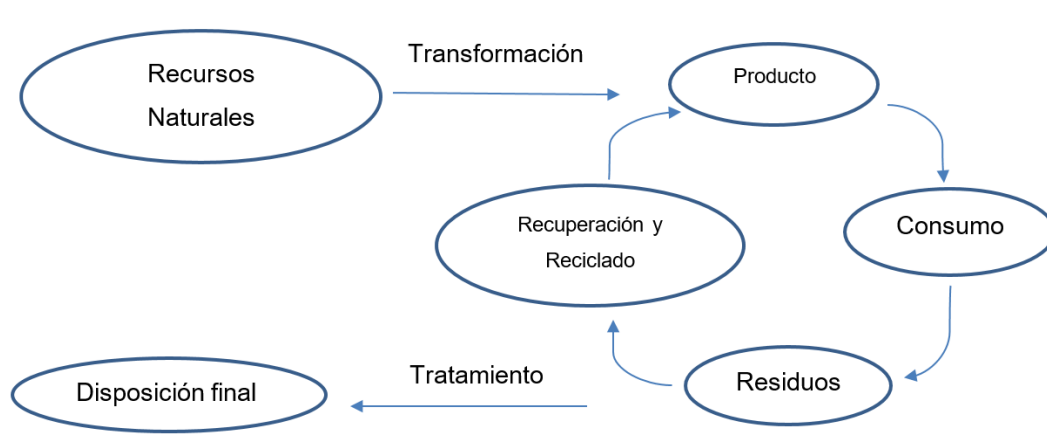 Recursos
Naturales
Transformación
Producto
Recuperación y
Reciclado
Consumo
Disposición final
Tratamiento
Residuos